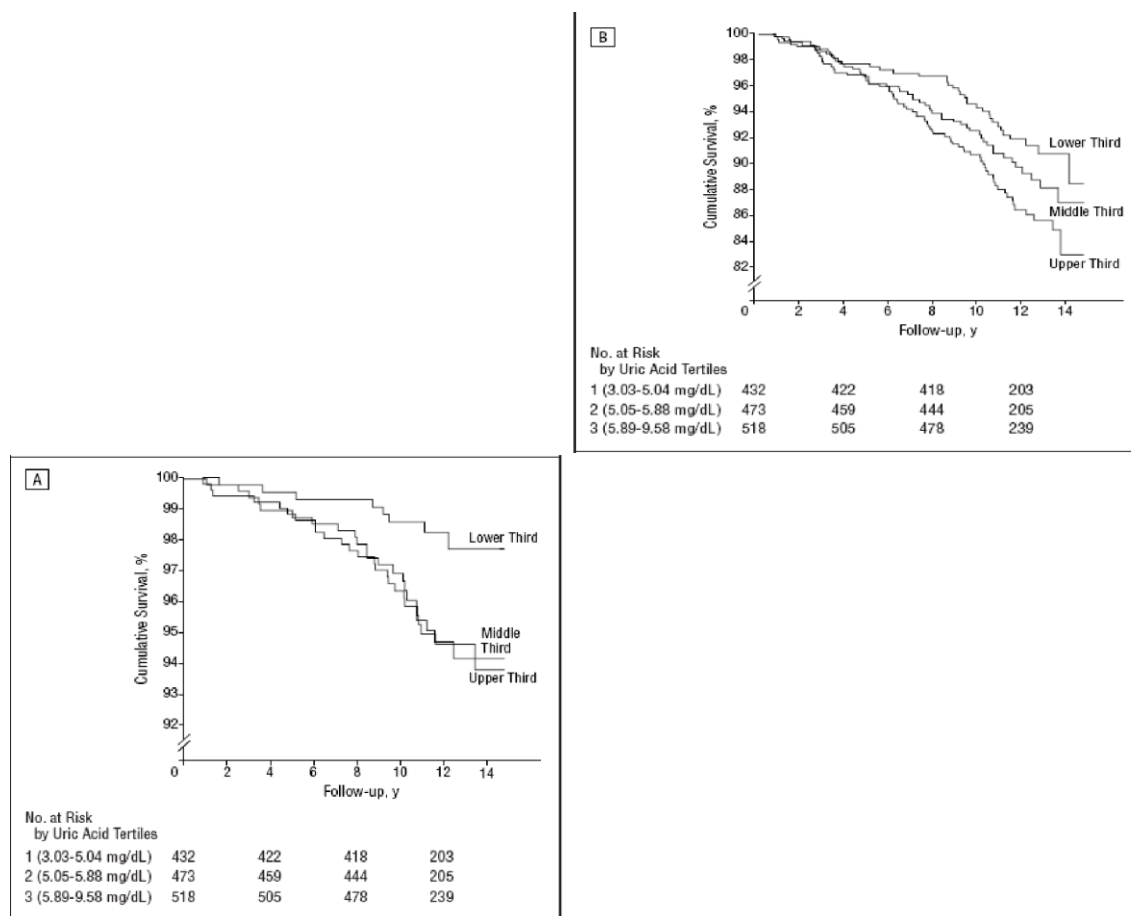 B
100
98
96
94
92
90
88
86
84
82
Cumulative Survival, %
Lower Third
Middle Third
Upper Third
0 2 4 6 8 10 12 14
Follow-up, y
No. at Risk
by Uric Acid Tertiles
1 (3.03-5.04 mg/dL) 432 422 418 203
2 (5.05-5.88 mg/dL) 473 459 444 205
3 (5.89-9.58 mg/dL) 518 505 478 239
A
100
99
98
97
96
95
94
93
92
Cumulative Survival, %
Lower Third
Middle
Third
Upper Third
0 2 4 6 8 10 12 14
Follow-up, y
No. at Risk
by Uric Acid Tertiles
1 (3.03-5.04 mg/dL) 432 422 418 203
2 (5.05-5.88 mg/dL) 473 459 444 205
3 (5.89-9.58 mg/dL) 518 505 478 239